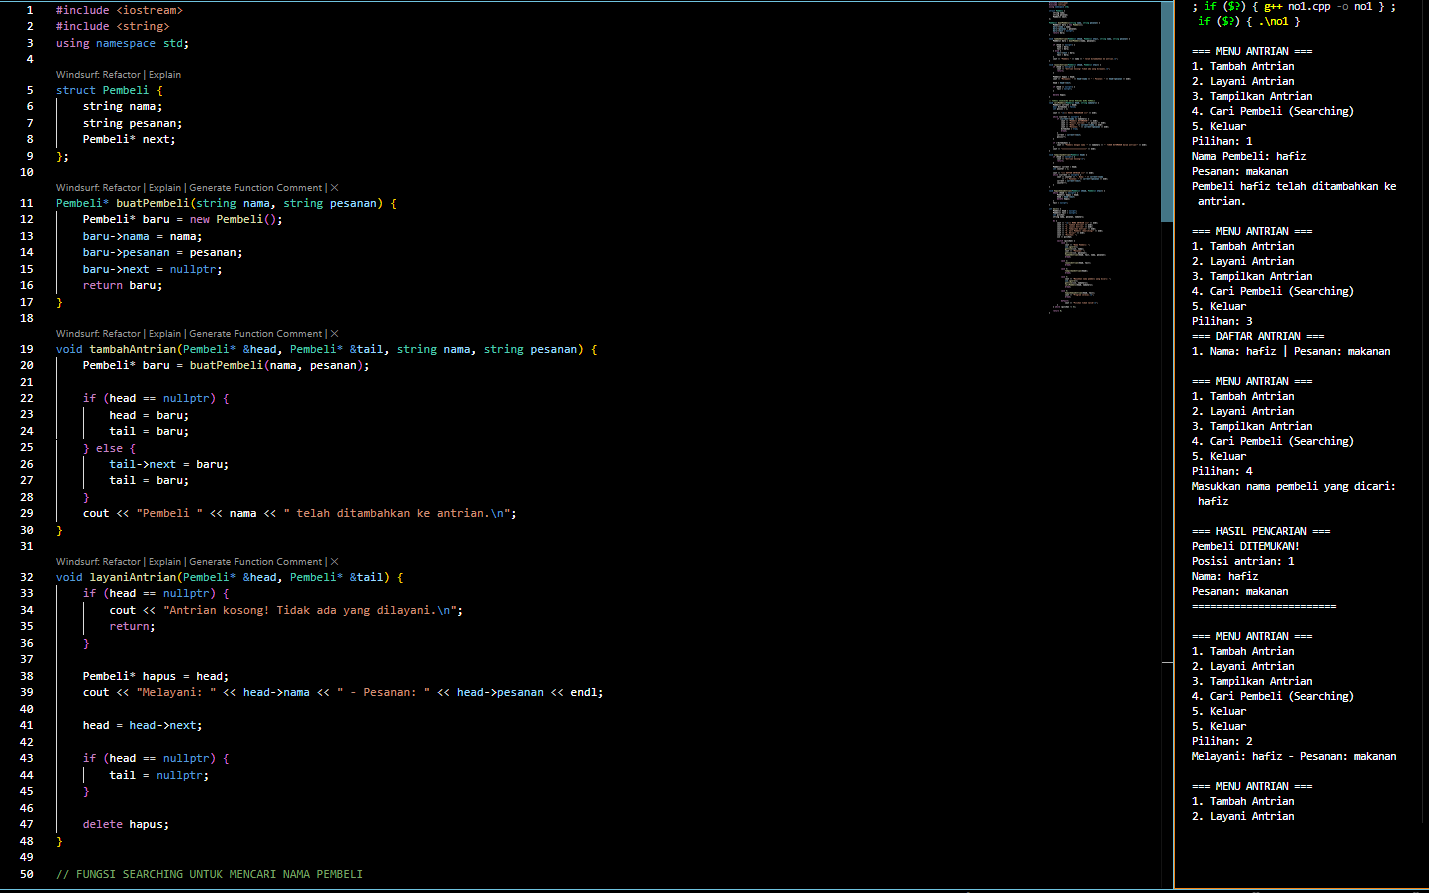 1 #include <iostream>
2 #include <string>
3 using namespace std;
4
Windsurf: Refactor | Explain
5 struct Pembeli {
6 string nama;
7 string pesanan;
8 Pembeli* next;
9 };
10
Windsurf: Refactor | Explain | Generate Function Comment | ×
11 Pembeli* buatPembeli(string nama, string pesanan) {
12 Pembeli* baru = new Pembeli();
13 baru->nama = nama;
14 baru->pesanan = pesanan;
15 baru->next = nullptr;
16 return baru;
17 }
18
Windsurf: Refactor | Explain | Generate Function Comment | ×
19 void tambahAntrian(Pembeli* &head, Pembeli* &tail, string nama, string pesanan) {
20 Pembeli* baru = buatPembeli(nama, pesanan);
21
22 if (head == nullptr) {
23 head = baru;
24 tail = baru;
25 } else {
26 tail->next = baru;
27 tail = baru;
28 }
29 cout << "Pembeli " << nama << " telah ditambahkan ke antrian.\n";
30 }
31
Windsurf: Refactor | Explain | Generate Function Comment | ×
32 void layaniAntrian(Pembeli* &head, Pembeli* &tail) {
33 if (head == nullptr) {
34 cout << "Antrian kosong! Tidak ada yang dilayani.\n";
35 return;
36 }
37
38 Pembeli* hapus = head;
39 cout << "Melayani: " << head->nama << " - Pesanan: " << head->pesanan << endl;
40
41 head = head->next;
42
43 if (head == nullptr) {
44 tail = nullptr;
45 }
46
47 delete hapus;
48 }
49
50 // FUNGSI SEARCHING UNTUK MENCARI NAMA PEMBELI
; if ($?) { g++ no1.cpp -o no1 } ;
if ($?) { .\no1 }
=== MENU ANTRIAN ===
1. Tambah Antrian
2. Layani Antrian
3. Tampilkan Antrian
4. Cari Pembeli (Searching)
5. Keluar
Pilihan: 1
Nama Pembeli: hafiz
Pesanan: makanan
Pembeli hafiz telah ditambahkan ke
antrian.
=== MENU ANTRIAN ===
1. Tambah Antrian
2. Layani Antrian
3. Tampilkan Antrian
4. Cari Pembeli (Searching)
5. Keluar
Pilihan: 3
=== DAFTAR ANTRIAN ===
1. Nama: hafiz | Pesanan: makanan
=== MENU ANTRIAN ===
1. Tambah Antrian
2. Layani Antrian
3. Tampilkan Antrian
4. Cari Pembeli (Searching)
5. Keluar
Pilihan: 4
Masukkan nama pembeli yang dicari:
hafiz
=== HASIL PENCARIAN ===
Pembeli DITEMUKAN!
Posisi antrian: 1
Nama: hafiz
Pesanan: makanan
========================
=== MENU ANTRIAN ===
1. Tambah Antrian
2. Layani Antrian
3. Tampilkan Antrian
4. Cari Pembeli (Searching)
5. Keluar
5. Keluar
Pilihan: 2
Melayani: hafiz - Pesanan: makanan
=== MENU ANTRIAN ===
1. Tambah Antrian
2. Layani Antrian